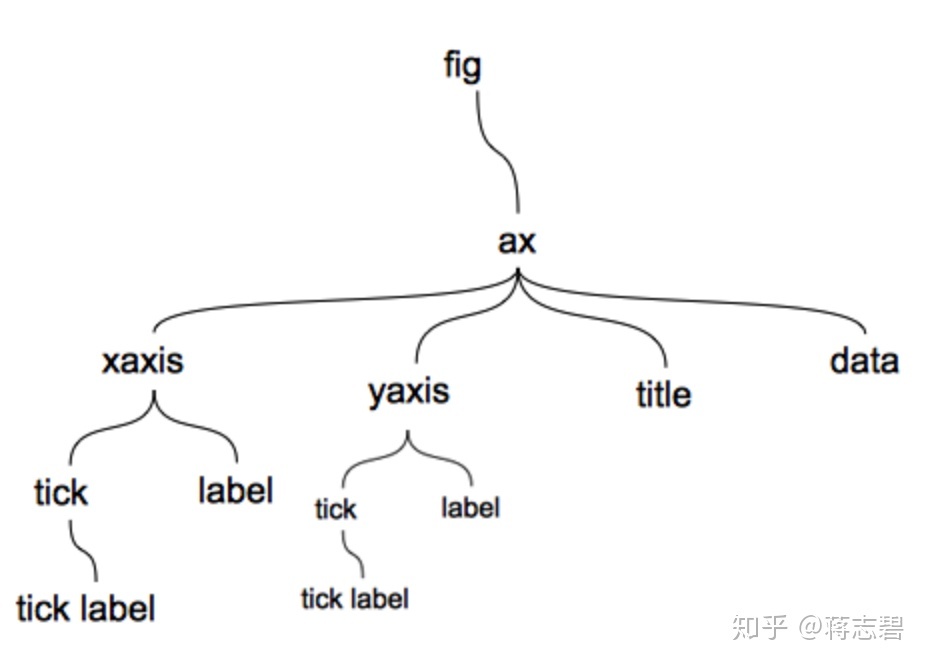 fig
ax
xaxis
yaxis
title
data
tick
label
tick
label
tick label
tick label
知乎 @蒋志碧